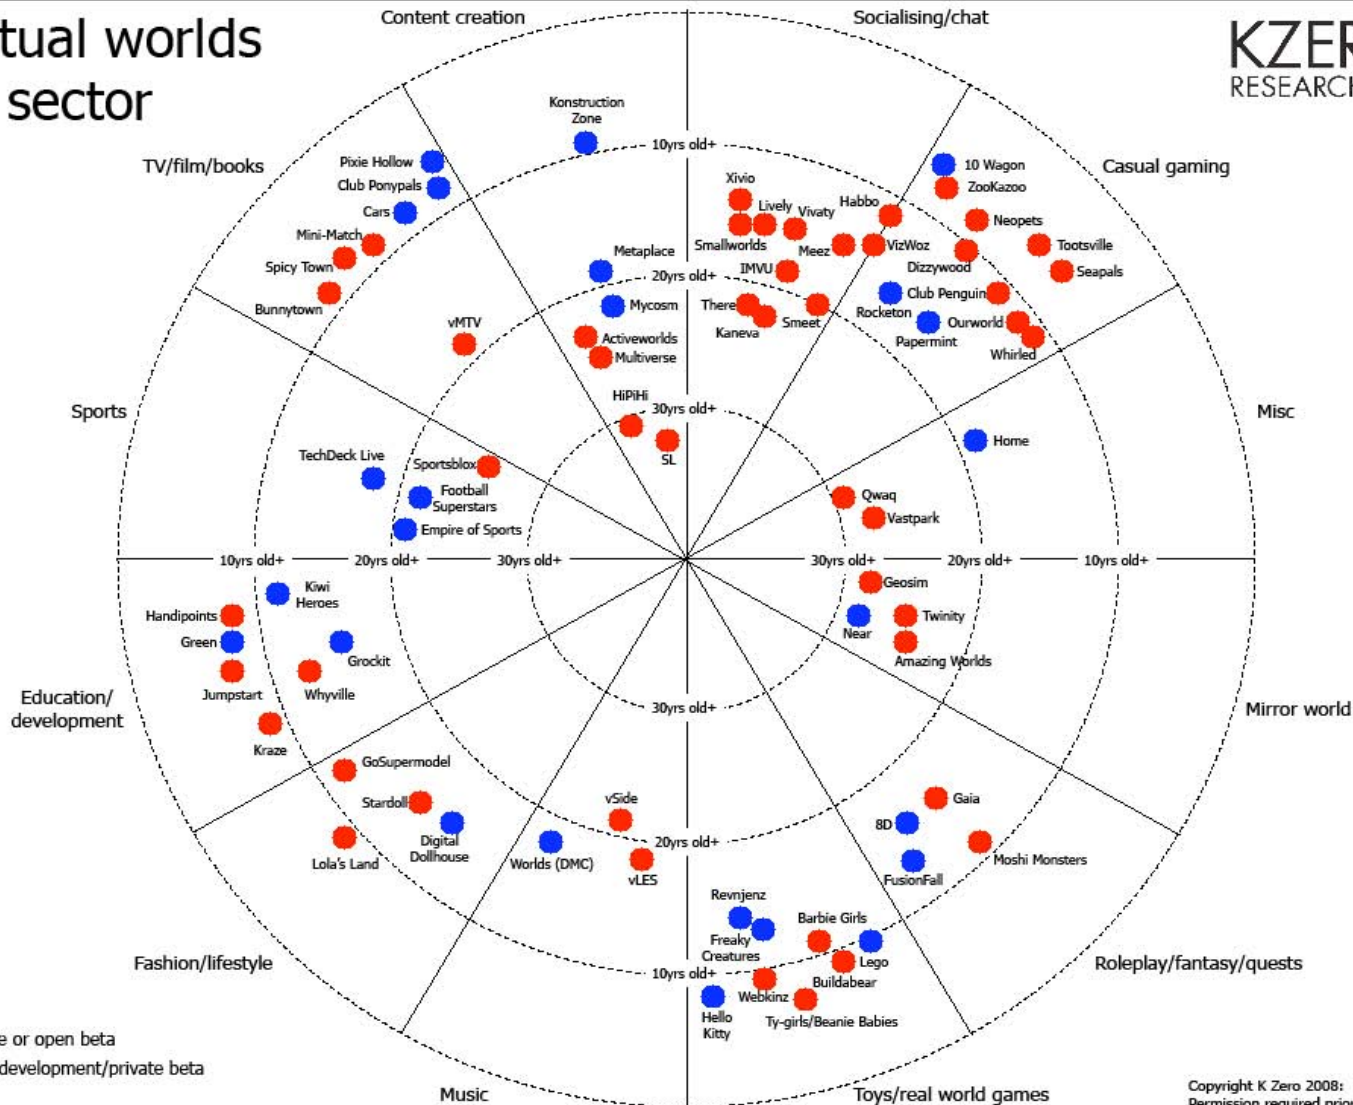 tual worlds
sector
KZER
RESEARCH
Content creation
Socialising/chat
TV/film/books
Casual gaming
Sports
Misc
Education/
development
Mirror world
Fashion/lifestyle
Roleplay/fantasy/quests
Music
Toys/real world games
Konstruction
Zone
10yrs old+
Pixie Hollow
Club Ponypals
Cars
Mini-Match
Spicy Town
Bunnytown
vMTV
Metaplace
20yrs old+
Mycosm
Activeworlds
Multiverse
HiPiHi
30yrs old+
SL
Xivio
Lively
Vivaty
Habbo
Smallworlds
Meez
VizWoz
IMVU
There
Kaneva
Smeet
10 Wagon
ZooKazoo
Neopets
Tootsville
Dizzywood
Seapals
Club Penguin
Rocketon
Ourworld
Papermint
Whirled
Home
Qwaq
Vastpark
TechDeck Live
Sportsblox
Football
Superstars
Empire of Sports
10yrs old+
20yrs old+
30yrs old+
30yrs old+
20yrs old+
10yrs old+
Kiwi
Heroes
Handipoints
Green
Grockit
Jumpstart
Whyville
Kraze
Geosim
Twinity
Near
Amazing Worlds
30yrs old+
GoSupermodel
Stardoll
Digital
Dollhouse
Lola's Land
vSide
Worlds (DMC)
20yrs old+
vLES
Gaia
8D
Moshi Monsters
FusionFall
Revnjenz
Barbie Girls
Freaky
Creatures
Lego
10yrs old+
Buildabear
Webkinz
Hello
Kitty
Ty-girls/Beanie Babies
e or open beta
development/private beta
Copyright K Zero 2008:
Permission required prior